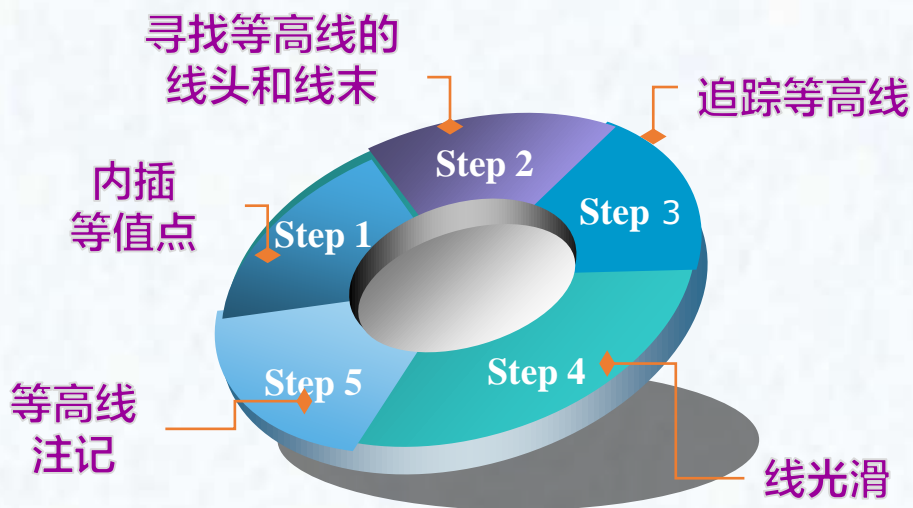 寻找等高线的
线头和线末
追踪等高线
内插
等值点
Step 2
Step 3
Step 1
Step 4
Step 5
等高线
注记
线光滑